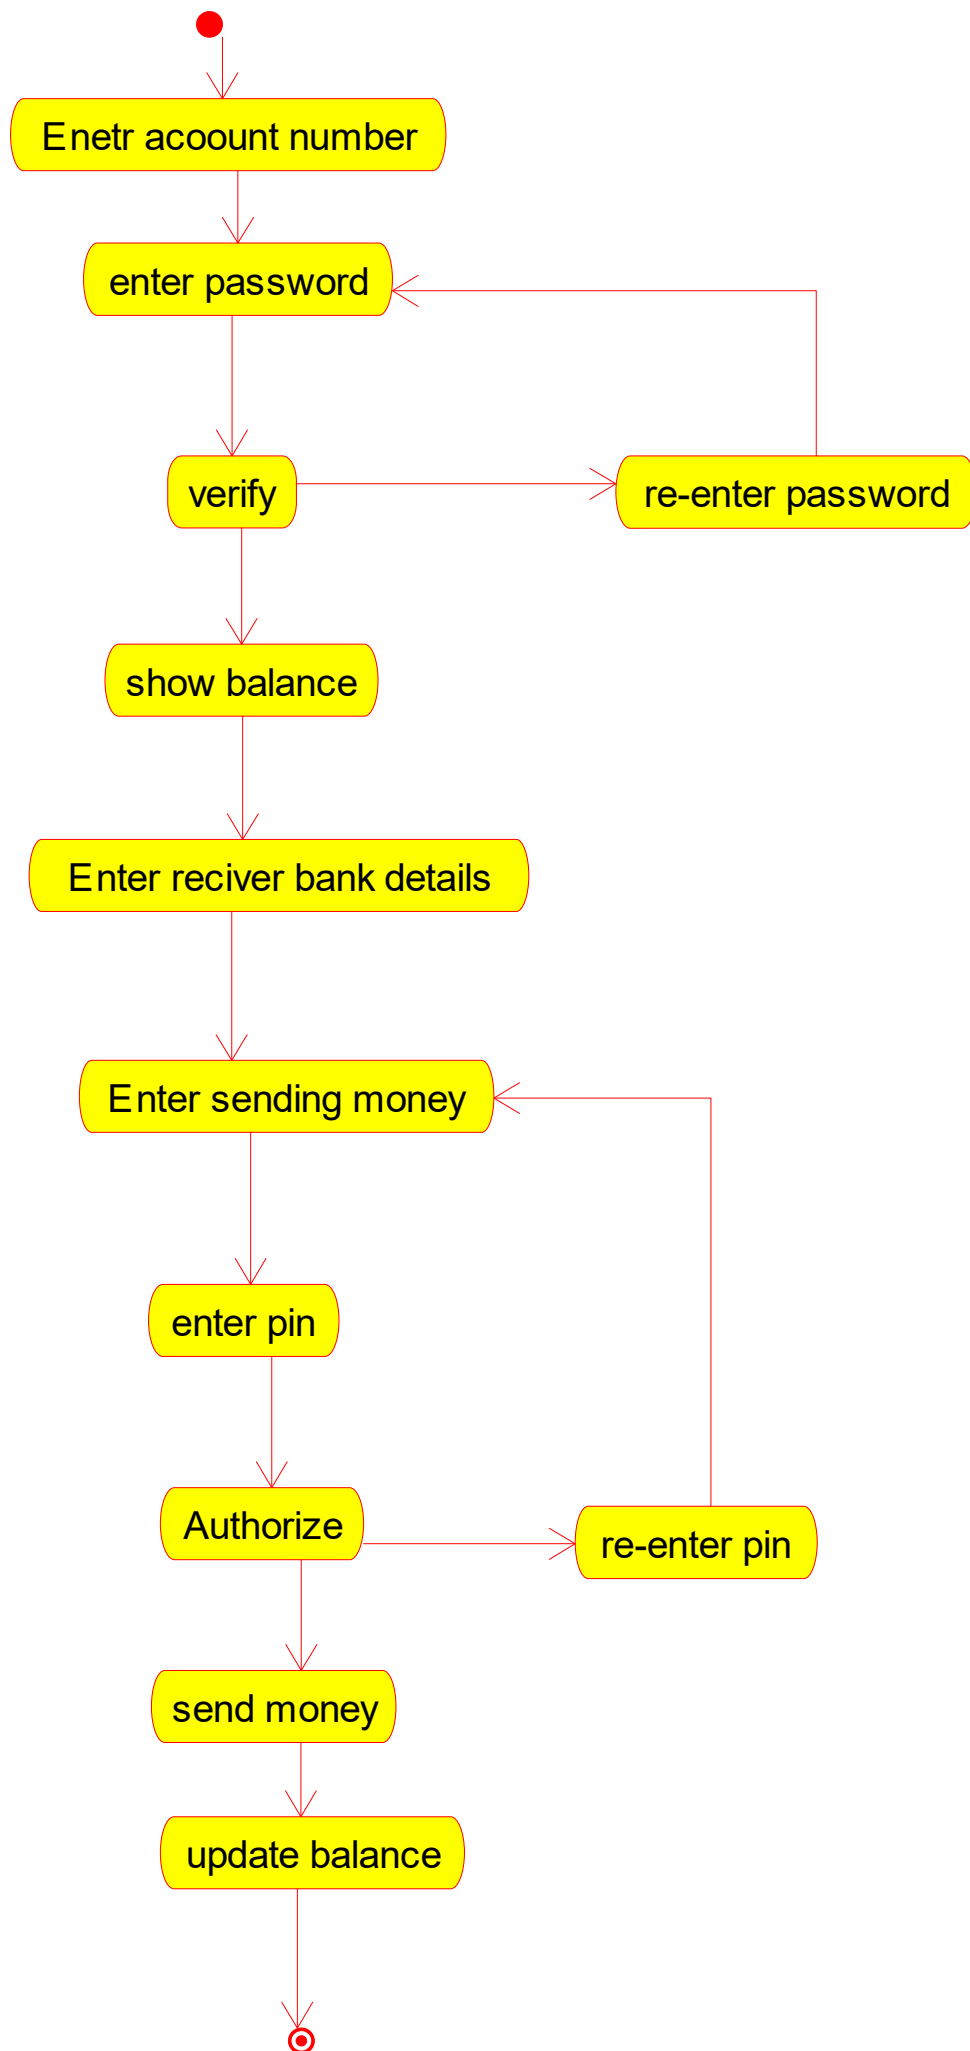 Enetr acoount number
enter password
verify
re-enter password
show balance
Enter reciver bank details
Enter sending money
enter pin
Authorize
re-enter pin
send money
update balance